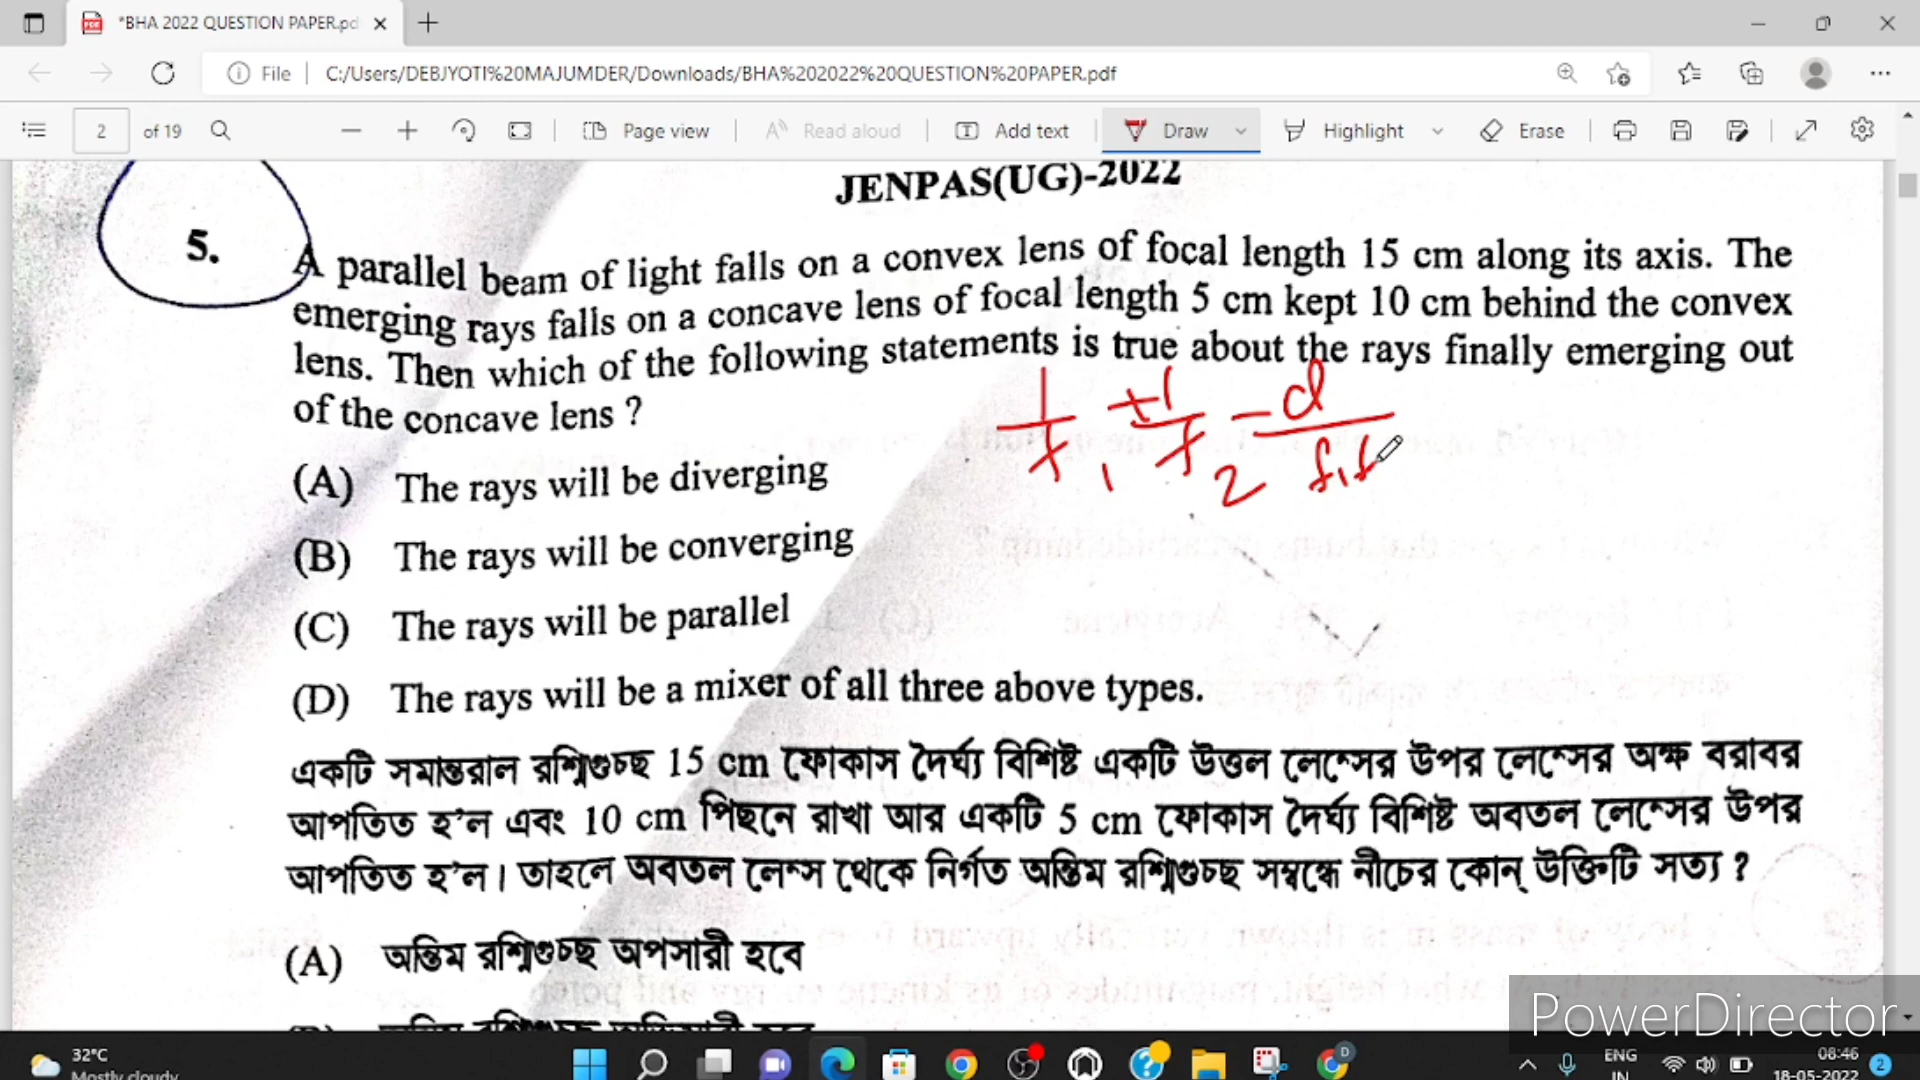 *BHA 2022 QUESTION PAPER.pd
File
C:/Users/DEBJYOTI%20MAJUMDER/Downloads/BHA%202022%20QUESTION%20PAPER.pdf
2 of 19
Page view
Read aloud
Add text
Draw
Highlight
Erase
JENPAS(UG)-2022
5. A parallel beam of light falls on a convex lens of focal length 15 cm along its axis. The
emerging rays falls on a concave lens of focal length 5 cm kept 10 cm behind the convex
lens. Then which of the following statements is true about the rays finally emerging out
of the concave lens ?
(A) The rays will be diverging
(B) The rays will be converging
(C) The rays will be parallel
(D) The rays will be a mixer of all three above types.
একটি সমান্তরাল রশ্মিগুচ্ছ 15 cm ফোকাস দৈর্ঘ্য বিশিষ্ট একটি উত্তল লেন্সের উপর লেন্সের অক্ষ বরাবর
আপতিত হ'ল এবং 10 cm পিছনে রাখা আর একটি 5 cm ফোকাস দৈর্ঘ্য বিশিষ্ট অবতল লেন্সের উপর
আপতিত হ'ল। তাহলে অবতল লেন্স থেকে নির্গত অন্তিম রশ্মিগুচ্ছ সম্বন্ধে নীচের কোন্ উক্তিটি সত্য ?
(A) অন্তিম রশ্মিগুচ্ছ অপসারী হবে
PowerDirector
32°C
Mostly cloudy
ENG
IN
08:46
18-05-2022
2